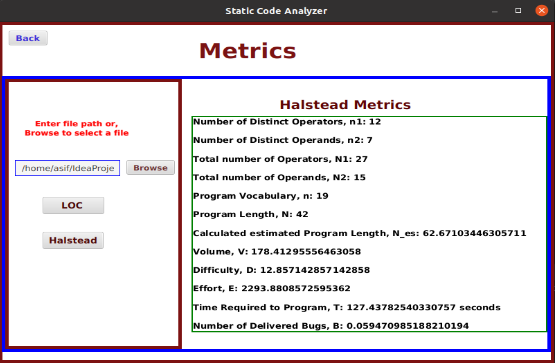 Static Code Analyzer
Back
Metrics
Enter file path or,
Browse to select a file
/home/asif/IdeaProje
Browse
LOC
Halstead
Halstead Metrics
Number of Distinct Operators, n1: 12
Number of Distinct Operands, n2: 7
Total number of Operators, N1: 27
Total number of Operands, N2: 15
Program Vocabulary, n: 19
Program Length, N: 42
Calculated estimated Program Length, N_es: 62.67103446305711
Volume, V: 178.41295556463058
Difficulty, D: 12.857142857142858
Effort, E: 2293.8808572595362
Time Required to Program, T: 127.43782540330757 seconds
Number of Delivered Bugs, B: 0.059470985188210194